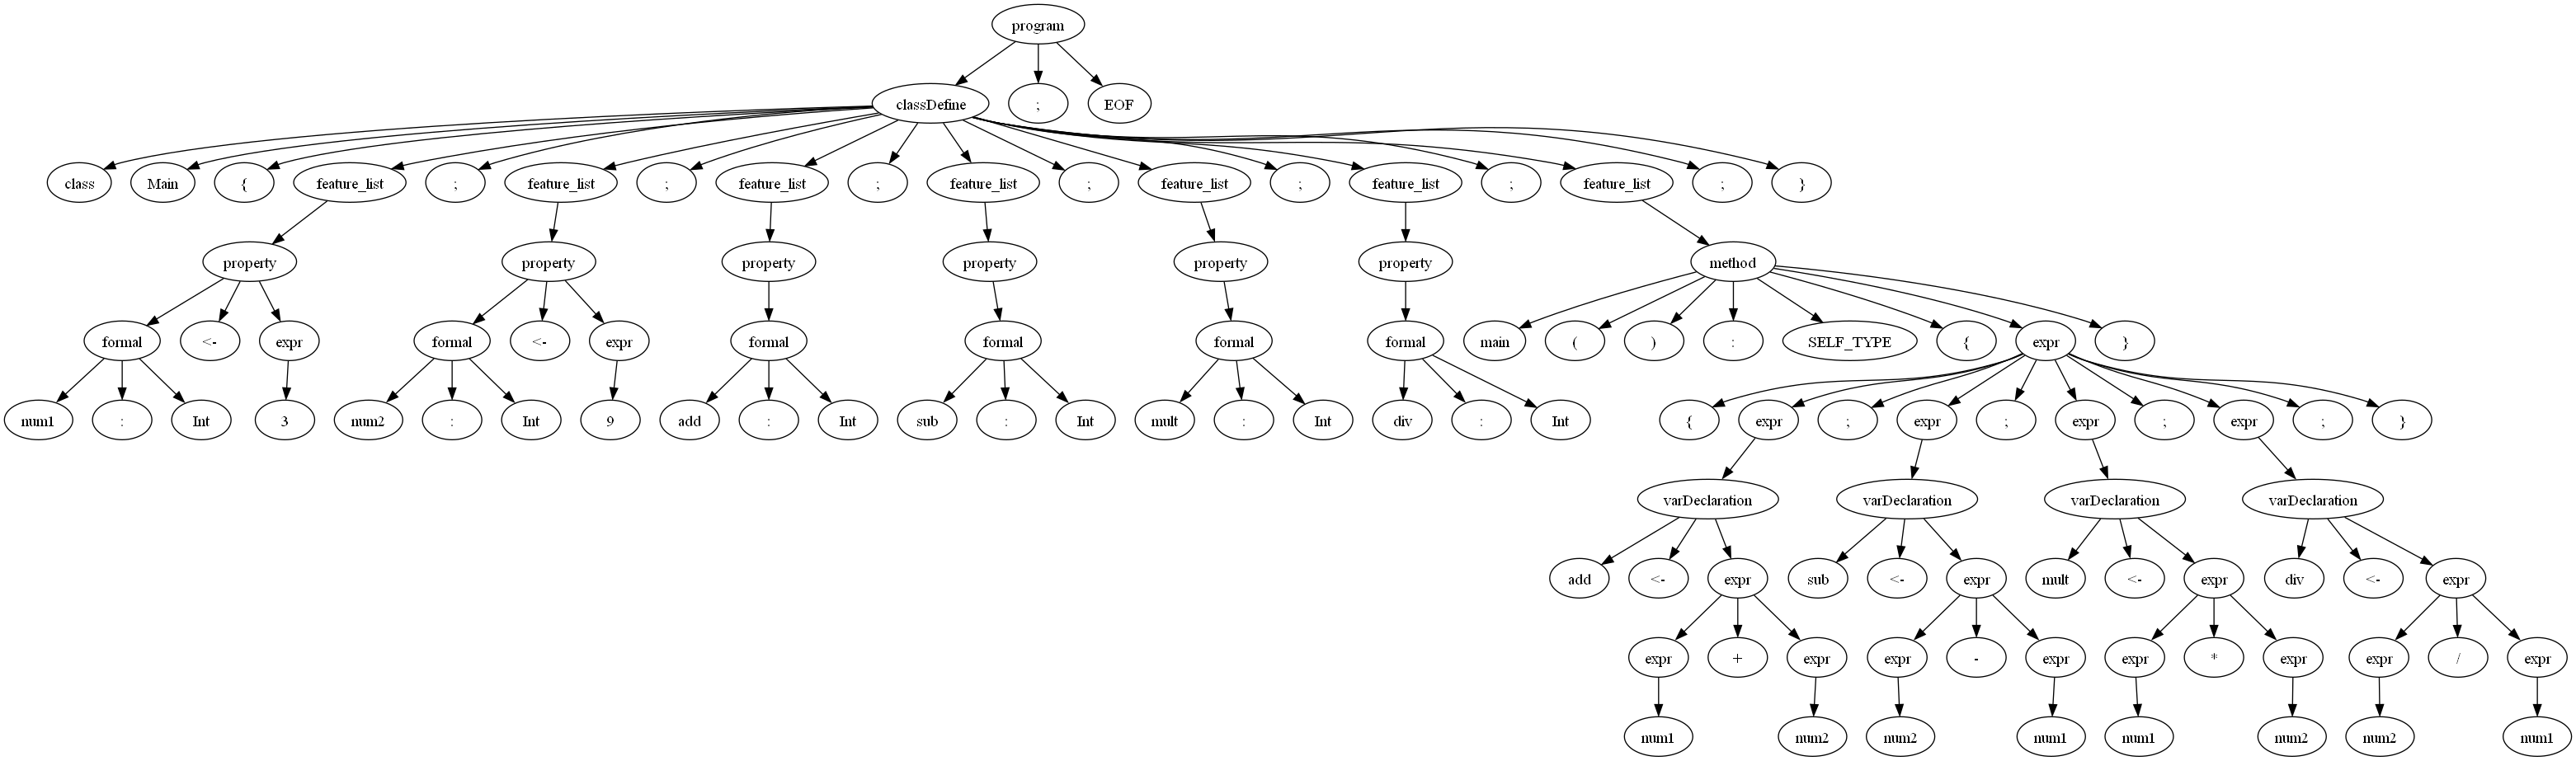 program
classDefine ; EOF
class Main { feature_list ; feature_list ; feature_list ; feature_list ; feature_list ; feature_list ; feature_list ; }
property property property property property property method
formal <- expr formal <- expr formal formal formal formal main ( ) : SELF_TYPE { expr }
num1 : Int 3 num2 : Int 9 add : Int sub : Int mult : Int div : Int { expr ; expr ; expr ; expr ; }
varDeclaration varDeclaration varDeclaration varDeclaration
add <- expr sub <- expr mult <- expr div <- expr
expr + expr expr - expr expr * expr expr / expr
num1 num2 num2 num1 num1 num2 num2 num1